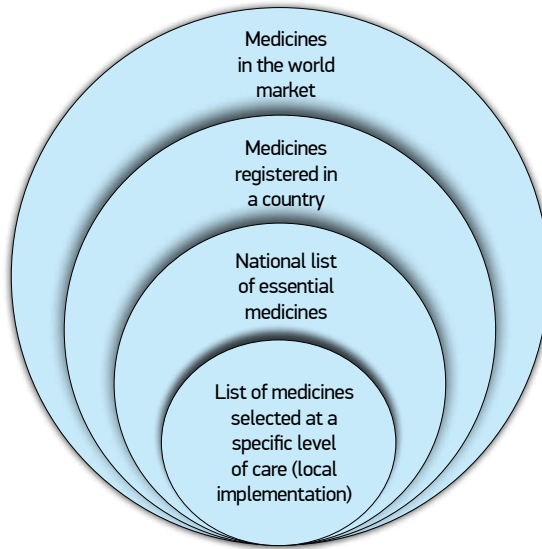 Medicines
in the world
market
Medicines
registered in
a country
National list
of essential
medicines
List of medicines
selected at a
specific level
of care (local
implementation)